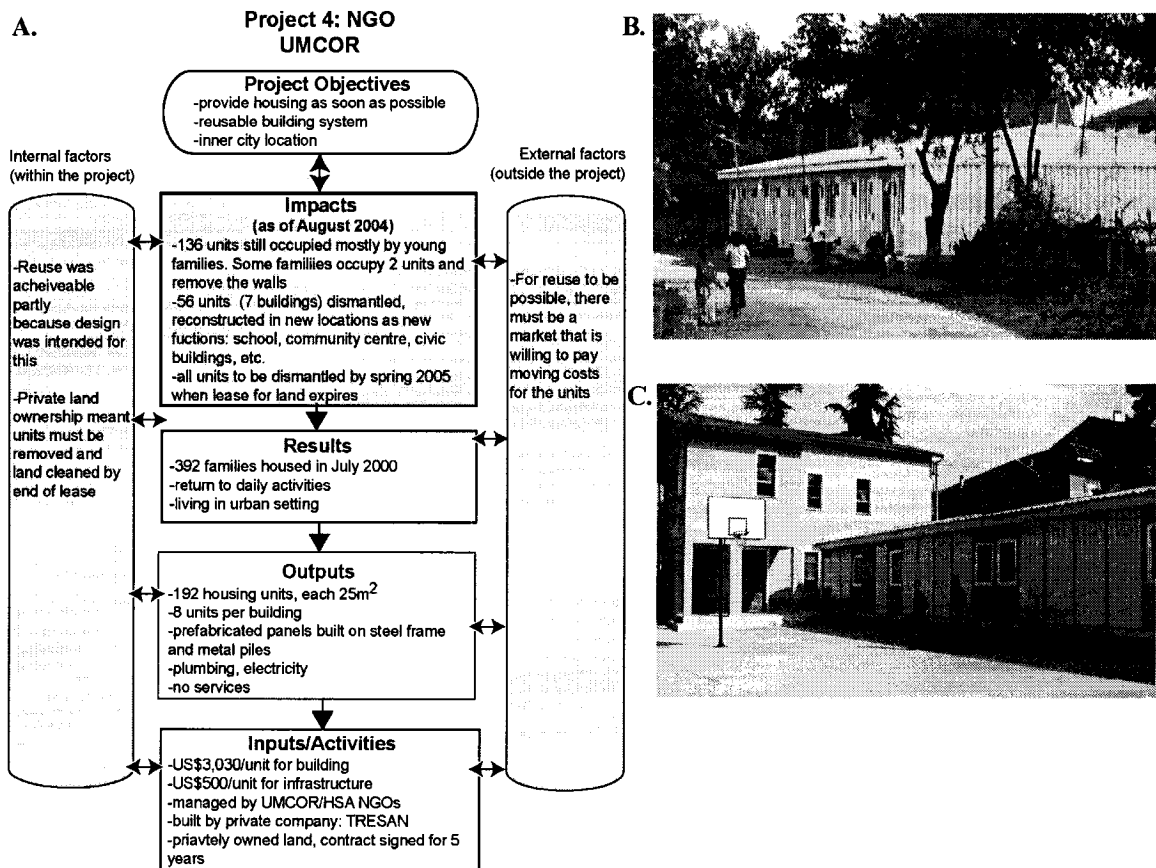 A.
Project 4: NGO
UMCOR
Project Objectives
-provide housing as soon as possible
-reusable building system
-inner city location
Internal factors
(within the project)
External factors
(outside the project)
Impacts
(as of August 2004)
-136 units still occupied mostly by young
families. Some familiies occupy 2 units and
remove the walls
-56 units (7 buildings) dismantled,
reconstructed in new locations as new
fuctions: school, community centre, civic
buildings, etc.
-all units to be dismantled by spring 2005
when lease for land expires
-Reuse was
acheiveable
partly
because design
was intended for
this
-Private land
ownership meant
units must be
removed and
land cleaned by
end of lease
-For reuse to be
possible, there
must be a
market that is
willing to pay
moving costs
for the units
Results
-392 families housed in July 2000
-return to daily activities
-living in urban setting
Outputs
-192 housing units, each 25m²
-8 units per building
-prefabricated panels built on steel frame
and metal piles
-plumbing, electricity
-no services
Inputs/Activities
-US$3,030/unit for building
-US$500/unit for infrastructure
-managed by UMCOR/HSA NGOs
-built by private company: TRESAN
-priavtely owned land, contract signed for 5
years
B.
C.